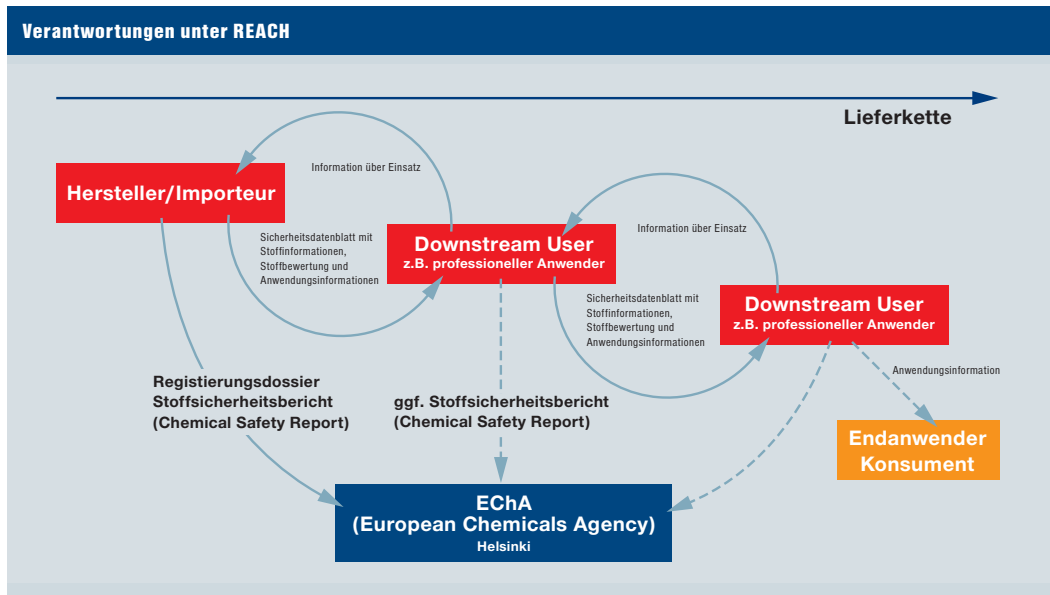 Verantwortungen unter REACH
Lieferkette
Information über Einsatz
Hersteller/Importeur
Sicherheitsdatenblatt mit
Stoffinformationen,
Stoffbewertung und
Anwendungsinformationen
Downstream User
z.B. professioneller Anwender
Information über Einsatz
Sicherheitsdatenblatt mit
Stoffinformationen,
Stoffbewertung und
Anwendungsinformationen
Downstream User
z.B. professioneller Anwender
Registierungsdossier
Stoffsicherheitsbericht
(Chemical Safety Report)
ggf. Stoffsicherheitsbericht
(Chemical Safety Report)
Anwendungsinformation
Endanwender
Konsument
EChA
(European Chemicals Agency)
Helsinki